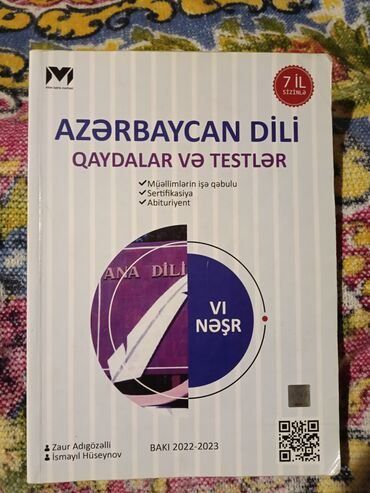 7 İL
SİZİNLƏ
AZƏRBAYCAN DİLİ
QAYDALAR VƏ TESTLƏR
Müəllimlərin işə qəbulu
Sertifikasiya
Abituriyent
ANA DİLİ
VI
NƏŞR
Zaur Adıgözəlli
İsmayıl Hüseynov
BAKI 2022-2023